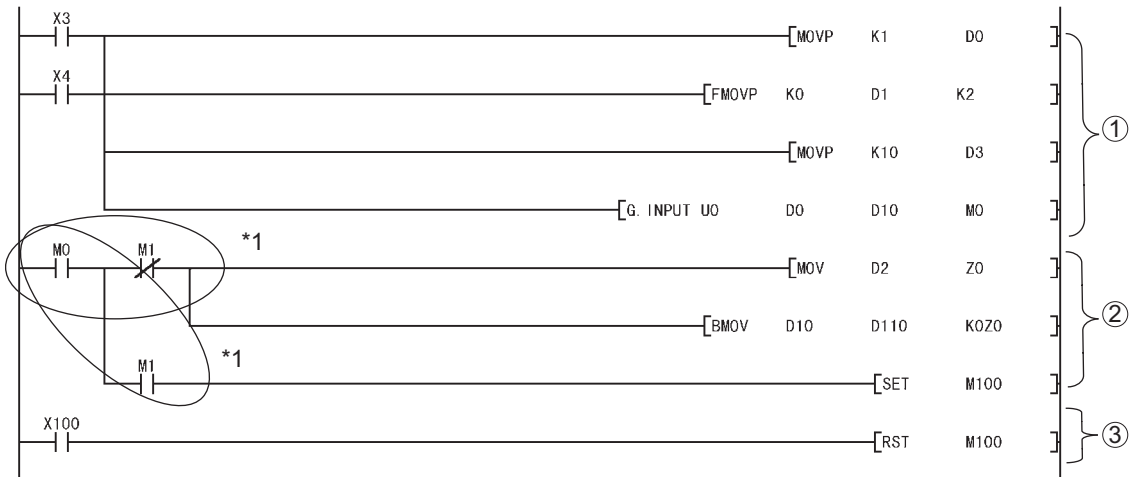 X3
[MOVP K1 D0 ]
X4
[FMOVP K0 D1 K2 ]
[MOVP K10 D3 ]
①
[G.INPUT U0 D0 D10 M0 ]
M0 M1 *1
[MOV D2 Z0 ]
[BMOV D10 D110 K0Z0 ]
②
M1 *1
[SET M100 ]
X100
[RST M100 ]
③